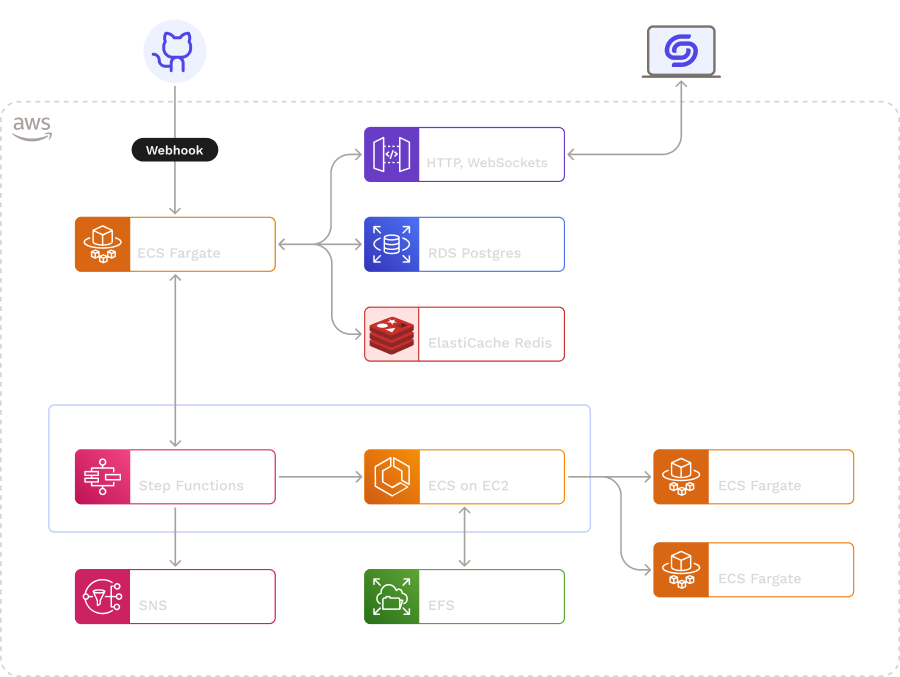 aws
Webhook
HTTP, WebSockets
ECS Fargate
RDS Postgres
ElastiCache Redis
Step Functions
ECS on EC2
ECS Fargate
ECS Fargate
SNS
EFS